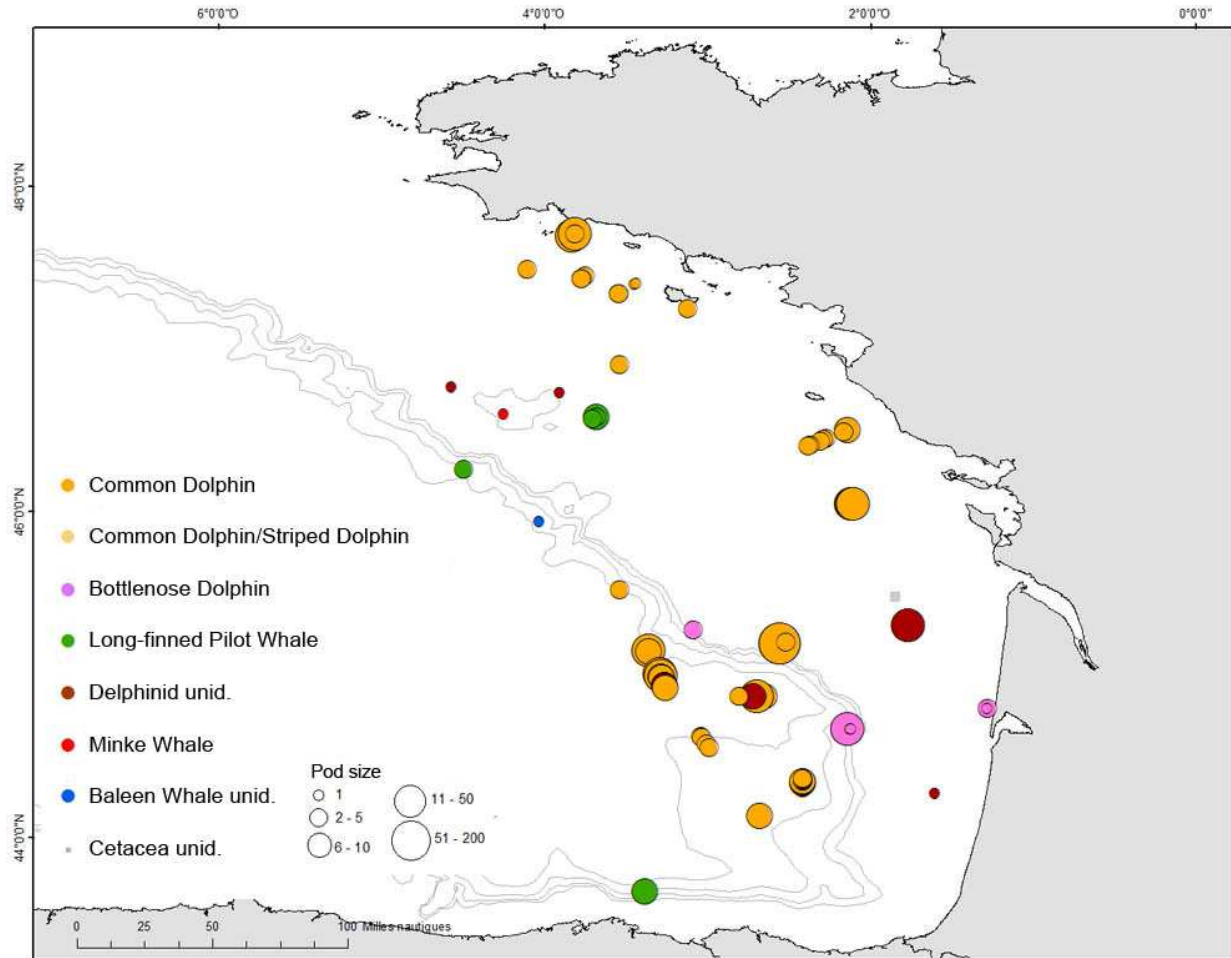 6°0'0"O 4°0'0"O 2°0'0"O 0°0'0"
48°0'0"N
46°0'0"N
44°0'0"N
Common Dolphin
Common Dolphin/Striped Dolphin
Bottlenose Dolphin
Long-finned Pilot Whale
Delphinid unid.
Minke Whale
Baleen Whale unid.
Cetacea unid.
Pod size
1
2 - 5
6 - 10
11 - 50
51 - 200
0 25 50 100 Milles nautiques